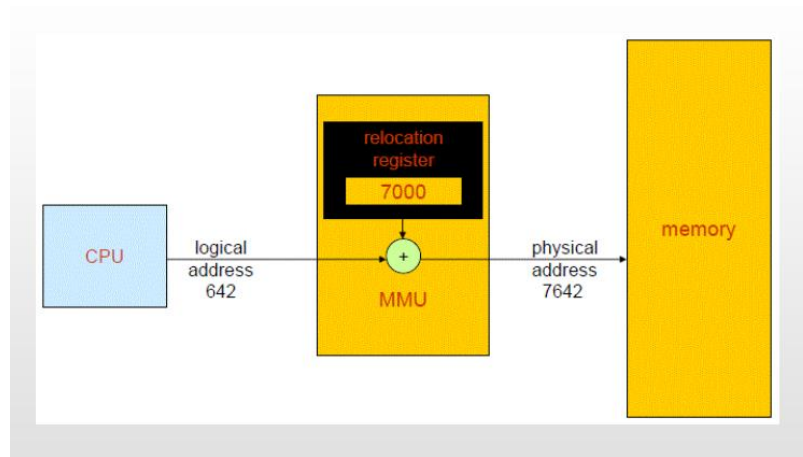 relocation
register
7000
CPU
logical
address
642
+
MMU
physical
address
7642
memory